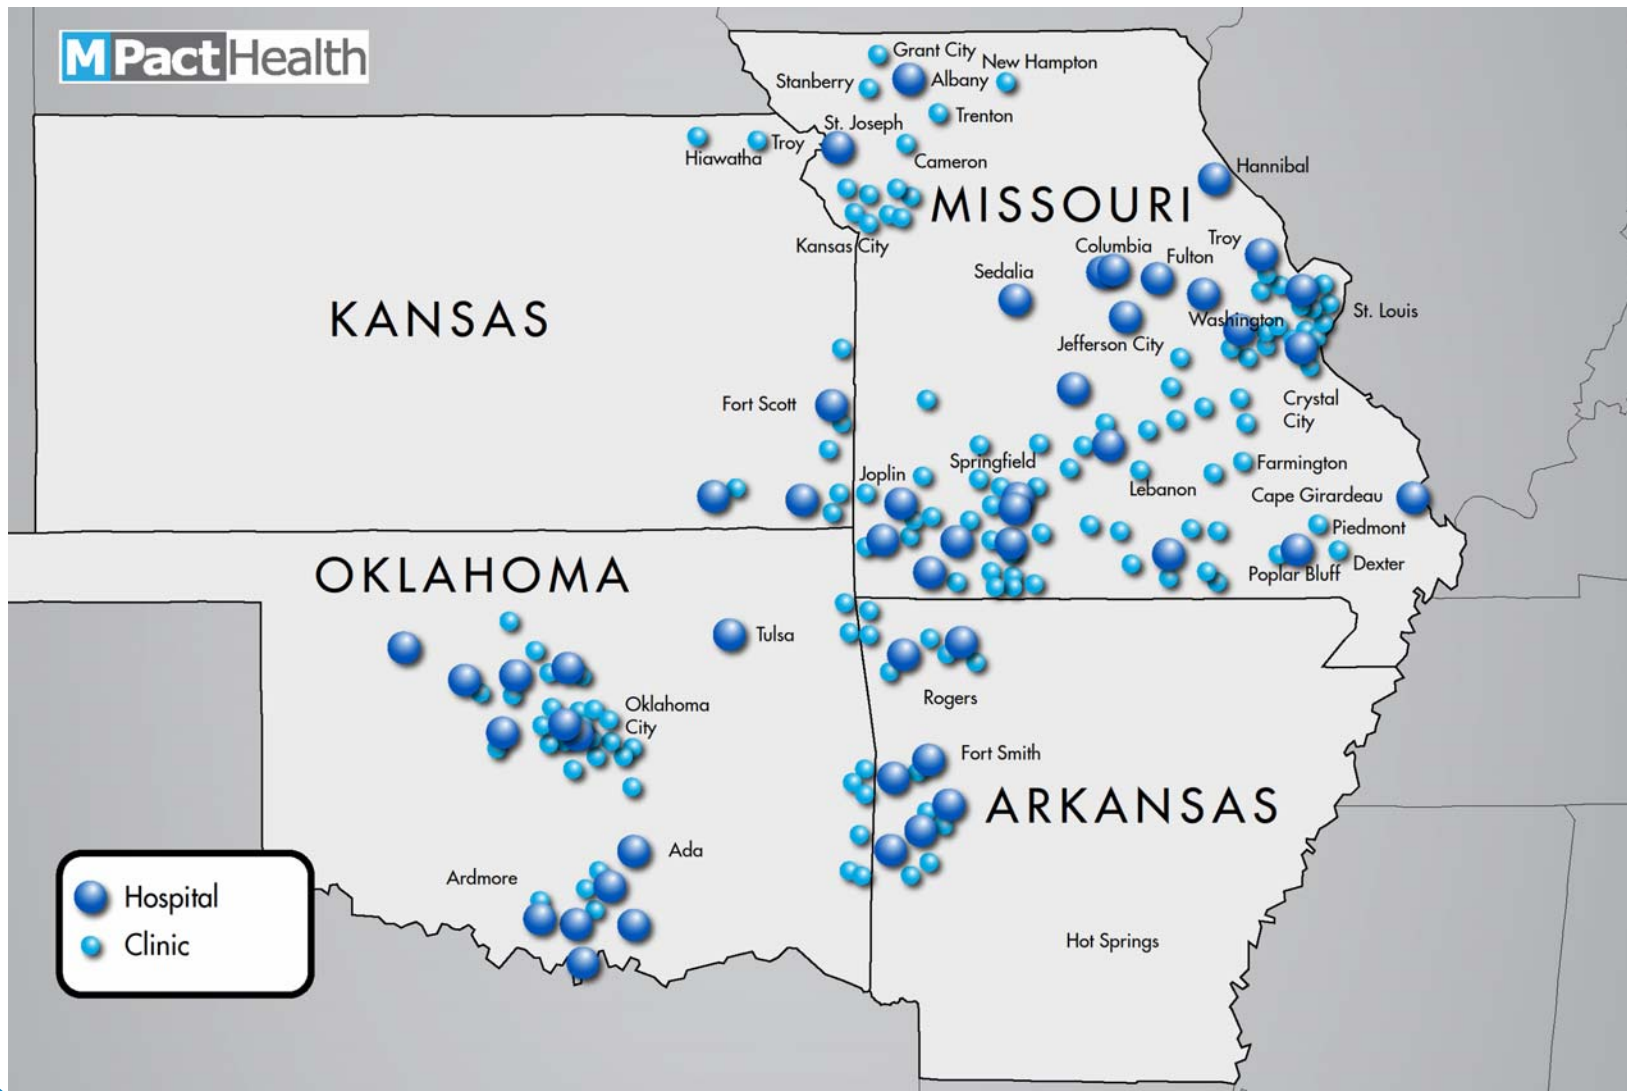 MPactHealth
Grant City
New Hampton
Stanberry
Albany
Trenton
St. Joseph
Troy
Hiawatha
Cameron
Hannibal
MISSOURI
Kansas City
Columbia
Troy
Fulton
Sedalia
KANSAS
Washington
St. Louis
Jefferson City
Fort Scott
Crystal
City
Joplin
Springfield
Farmington
Lebanon
Cape Girardeau
Piedmont
Dexter
Poplar Bluff
OKLAHOMA
Tulsa
Rogers
Oklahoma
City
Fort Smith
ARKANSAS
Ada
Ardmore
Hospital
Clinic
Hot Springs